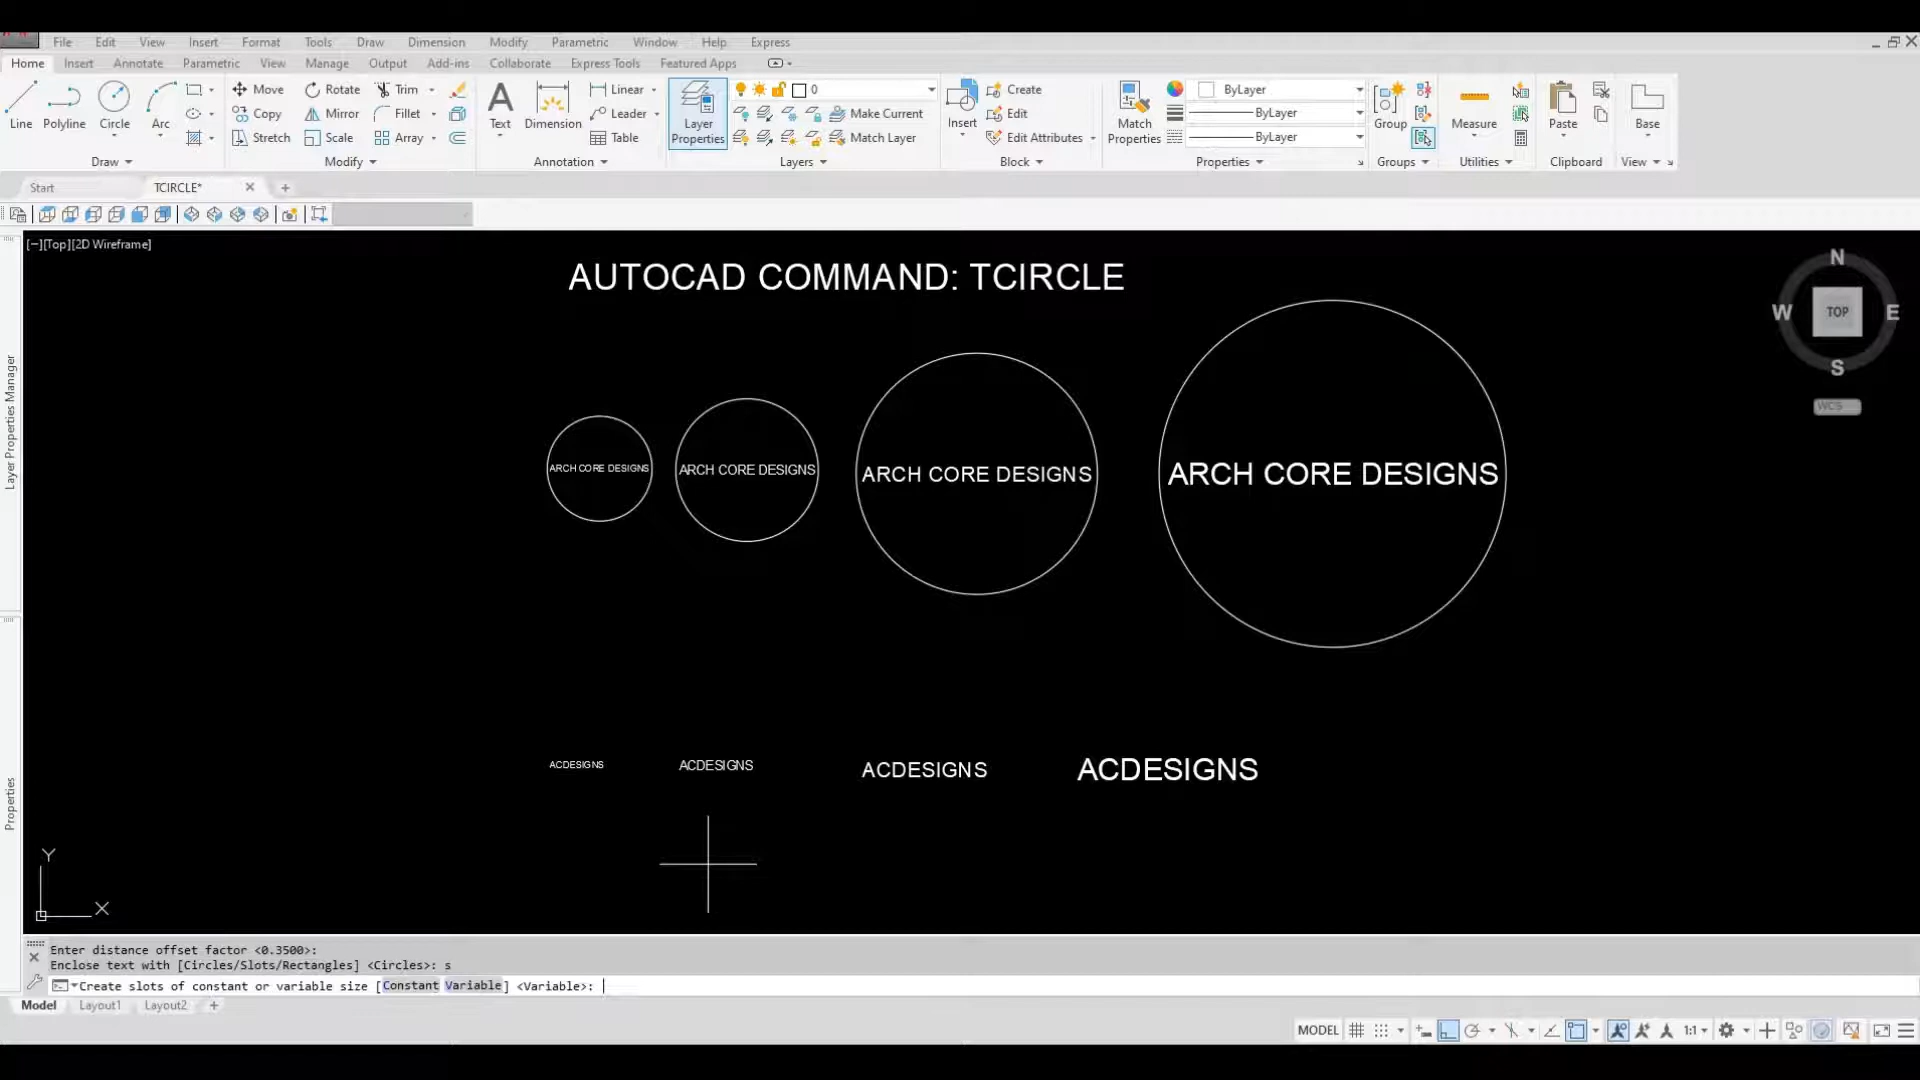 File Edit View Insert Format Tools Draw Dimension Modify Parametric Window Help Express
Home Insert Annotate Parametric View Manage Output Add-ins Collaborate Express Tools Featured Apps
Line Polyline Circle Arc
Move Rotate Trim
Copy Mirror Fillet
Stretch Scale Array
Text Dimension
Linear
Leader
Table
Layer Properties
0
Make Current
Match Layer
Insert
Create
Edit
Edit Attributes
Match Properties
ByLayer
ByLayer
ByLayer
Group
Measure
Paste
Base
Draw Modify Annotation Layers Block Properties Groups Utilities Clipboard View
Start TCIRCLE*
[−][Top][2D Wireframe]
AUTOCAD COMMAND: TCIRCLE
N
W TOP E
S
WCS
Layer Properties Manager
ARCH CORE DESIGNS ARCH CORE DESIGNS ARCH CORE DESIGNS ARCH CORE DESIGNS
ACDESIGNS ACDESIGNS ACDESIGNS ACDESIGNS
Properties
Y
X
Enter distance offset factor <0.3500>:
Enclose text with [Circles/Slots/Rectangles] <Circles>: s
Create slots of constant or variable size [Constant Variable] <Variable>:
Model Layout1 Layout2
MODEL 1:1